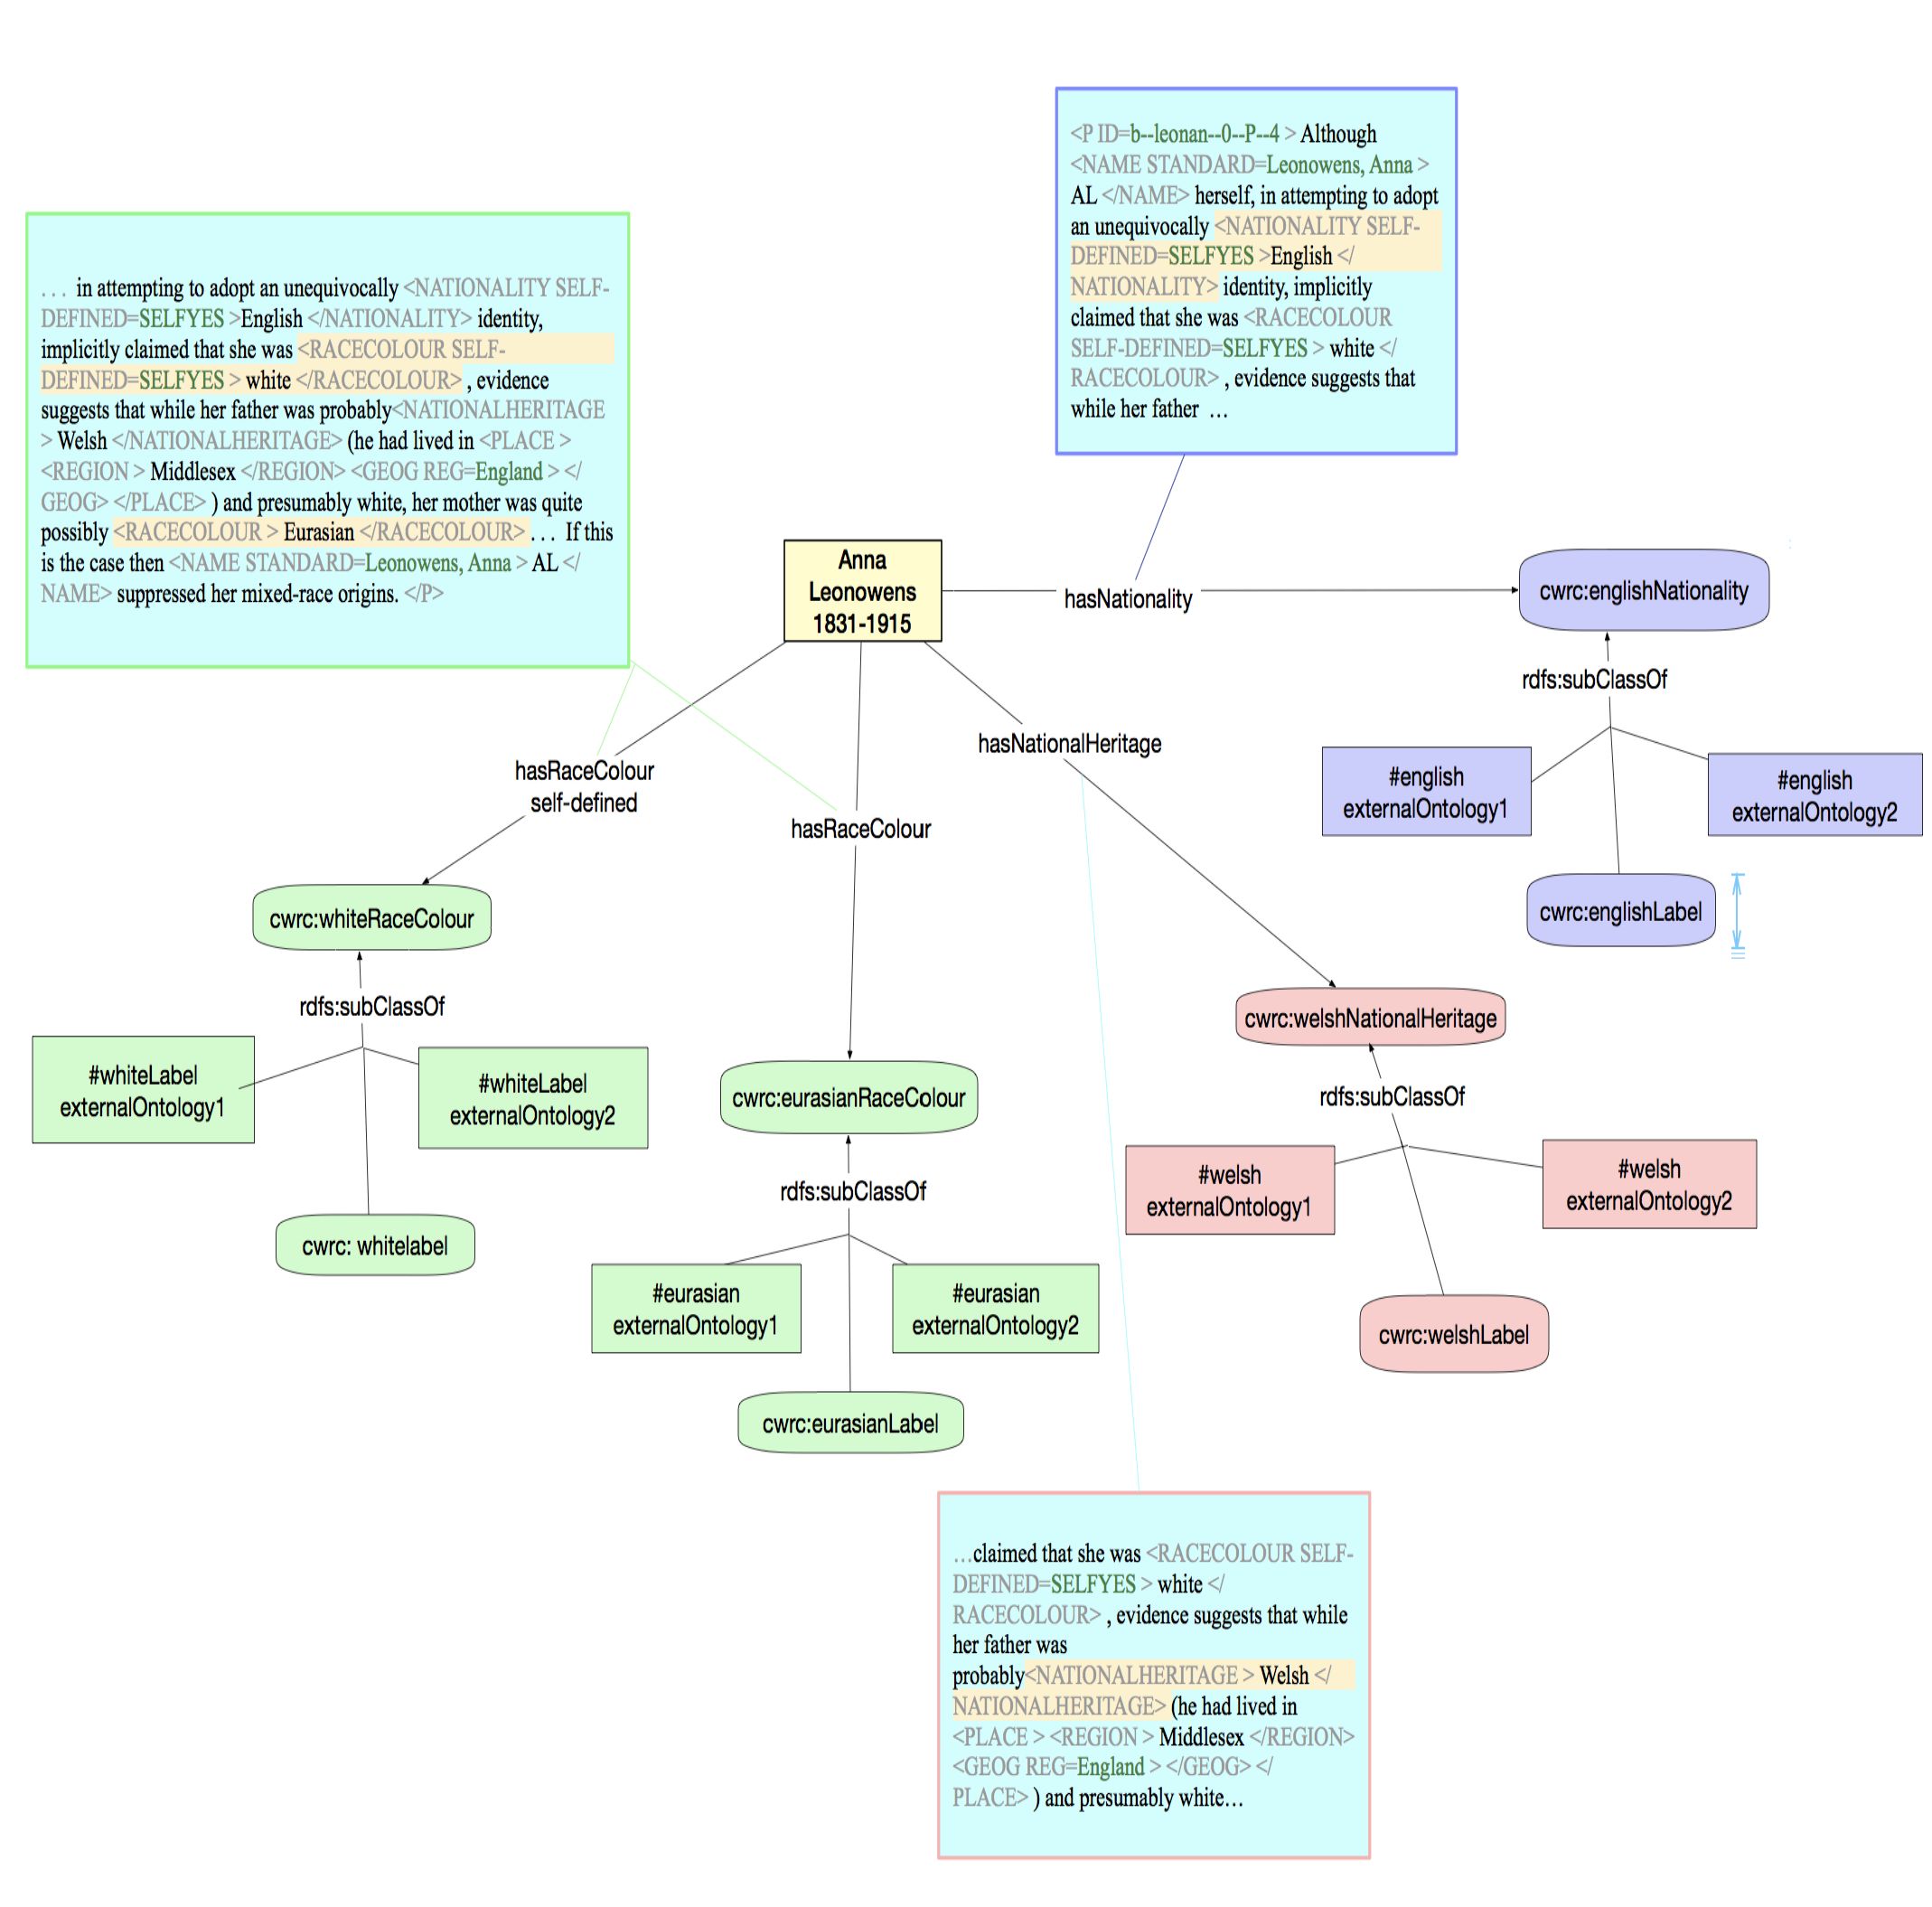 <P ID=b--leonan--0--P--4 > Although
<NAME STANDARD=Leonowens, Anna >
AL </NAME> herself, in attempting to adopt
an unequivocally <NATIONALITY SELF-
DEFINED=SELFYES >English </
NATIONALITY> identity, implicitly
claimed that she was <RACECOLOUR
SELF-DEFINED=SELFYES > white </
RACECOLOUR> , evidence suggests that
while her father ...
... in attempting to adopt an unequivocally <NATIONALITY SELF-
DEFINED=SELFYES >English </NATIONALITY> identity,
implicitly claimed that she was <RACECOLOUR SELF-
DEFINED=SELFYES > white </RACECOLOUR> , evidence
suggests that while her father was probably<NATIONALHERITAGE
> Welsh </NATIONALHERITAGE> (he had lived in <PLACE >
<REGION > Middlesex </REGION> <GEOG REG=England > </
GEOG> </PLACE> ) and presumably white, her mother was quite
possibly <RACECOLOUR > Eurasian </RACECOLOUR> . . . If this
is the case then <NAME STANDARD=Leonowens, Anna > AL </
NAME> suppressed her mixed-race origins. </P>
Anna
Leonowens
1831-1915
hasNationality
cwrc:englishNationality
rdfs:subClassOf
#english
externalOntology1
#english
externalOntology2
cwrc:englishLabel
hasNationalHeritage
hasRaceColour
self-defined
hasRaceColour
cwrc:whiteRaceColour
rdfs:subClassOf
#whiteLabel
externalOntology1
#whiteLabel
externalOntology2
cwrc: whitelabel
cwrc:eurasianRaceColour
rdfs:subClassOf
#eurasian
externalOntology1
#eurasian
externalOntology2
cwrc:eurasianLabel
cwrc:welshNationalHeritage
rdfs:subClassOf
#welsh
externalOntology1
#welsh
externalOntology2
cwrc:welshLabel
...claimed that she was <RACECOLOUR SELF-
DEFINED=SELFYES > white </
RACECOLOUR> , evidence suggests that while
her father was
probably<NATIONALHERITAGE > Welsh </
NATIONALHERITAGE> (he had lived in
<PLACE > <REGION > Middlesex </REGION>
<GEOG REG=England > </GEOG> </
PLACE> ) and presumably white...